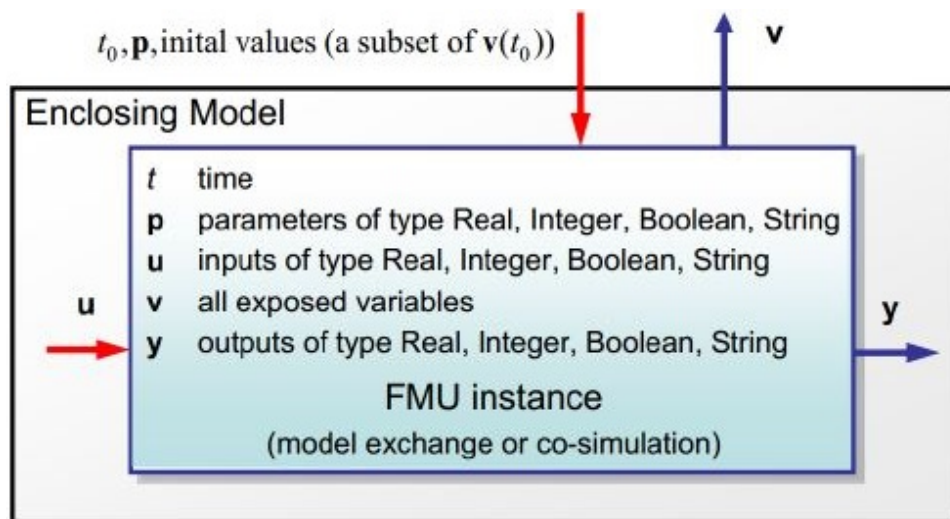 t₀,p,inital values (a subset of v(t₀))
v
Enclosing Model
t time
p parameters of type Real, Integer, Boolean, String
u inputs of type Real, Integer, Boolean, String
v all exposed variables
y outputs of type Real, Integer, Boolean, String
u
y
FMU instance
(model exchange or co-simulation)